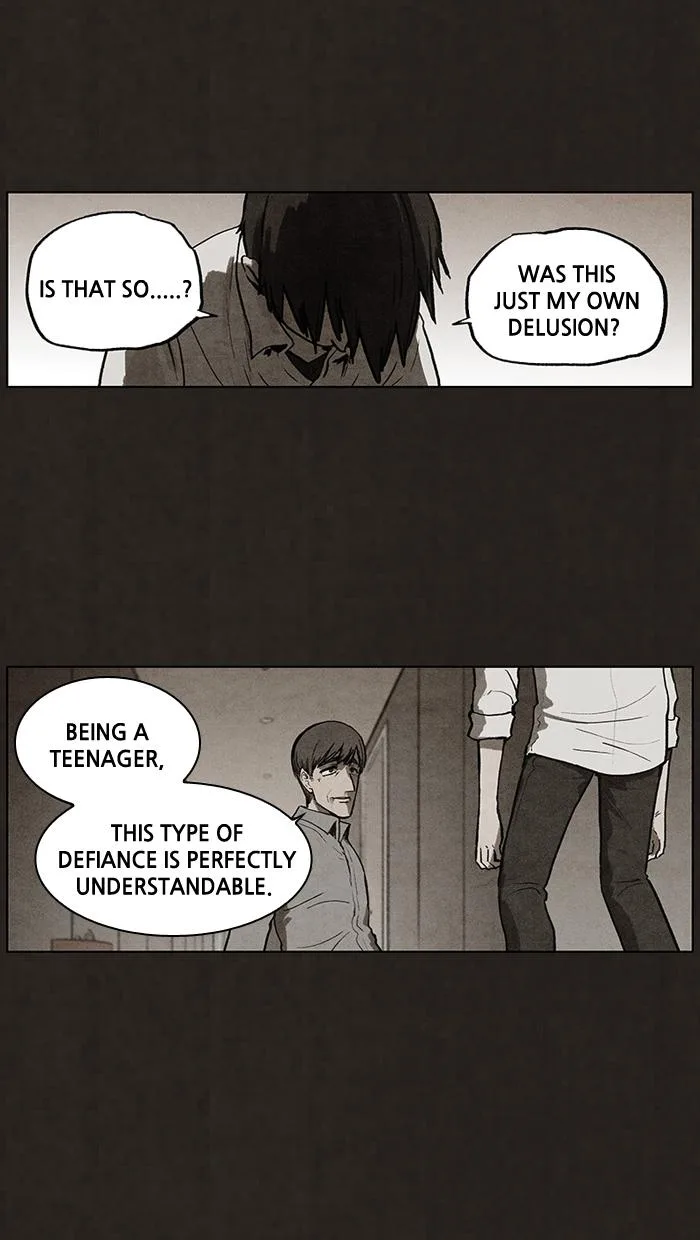 IS THAT SO.....?
WAS THIS
JUST MY OWN
DELUSION?
BEING A
TEENAGER,
THIS TYPE OF
DEFIANCE IS PERFECTLY
UNDERSTANDABLE.